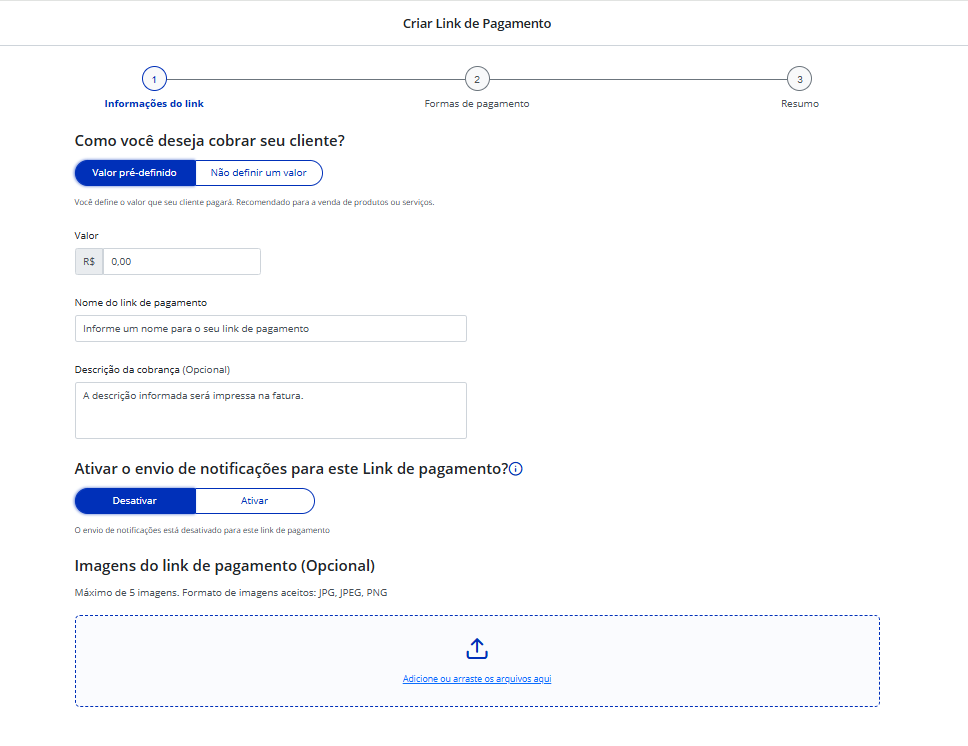 Criar Link de Pagamento
1
2
3
Informações do link
Formas de pagamento
Resumo
Como você deseja cobrar seu cliente?
Valor pré-definido
Não definir um valor
Você define o valor que seu cliente pagará. Recomendado para a venda de produtos ou serviços.
Valor
R$ 0,00
Nome do link de pagamento
Informe um nome para o seu link de pagamento
Descrição da cobrança (Opcional)
A descrição informada será impressa na fatura.
Ativar o envio de notificações para este Link de pagamento?
Desativar
Ativar
O envio de notificações está desativado para este link de pagamento
Imagens do link de pagamento (Opcional)
Máximo de 5 imagens. Formato de imagens aceitos: JPG, JPEG, PNG
Adicione ou arraste os arquivos aqui